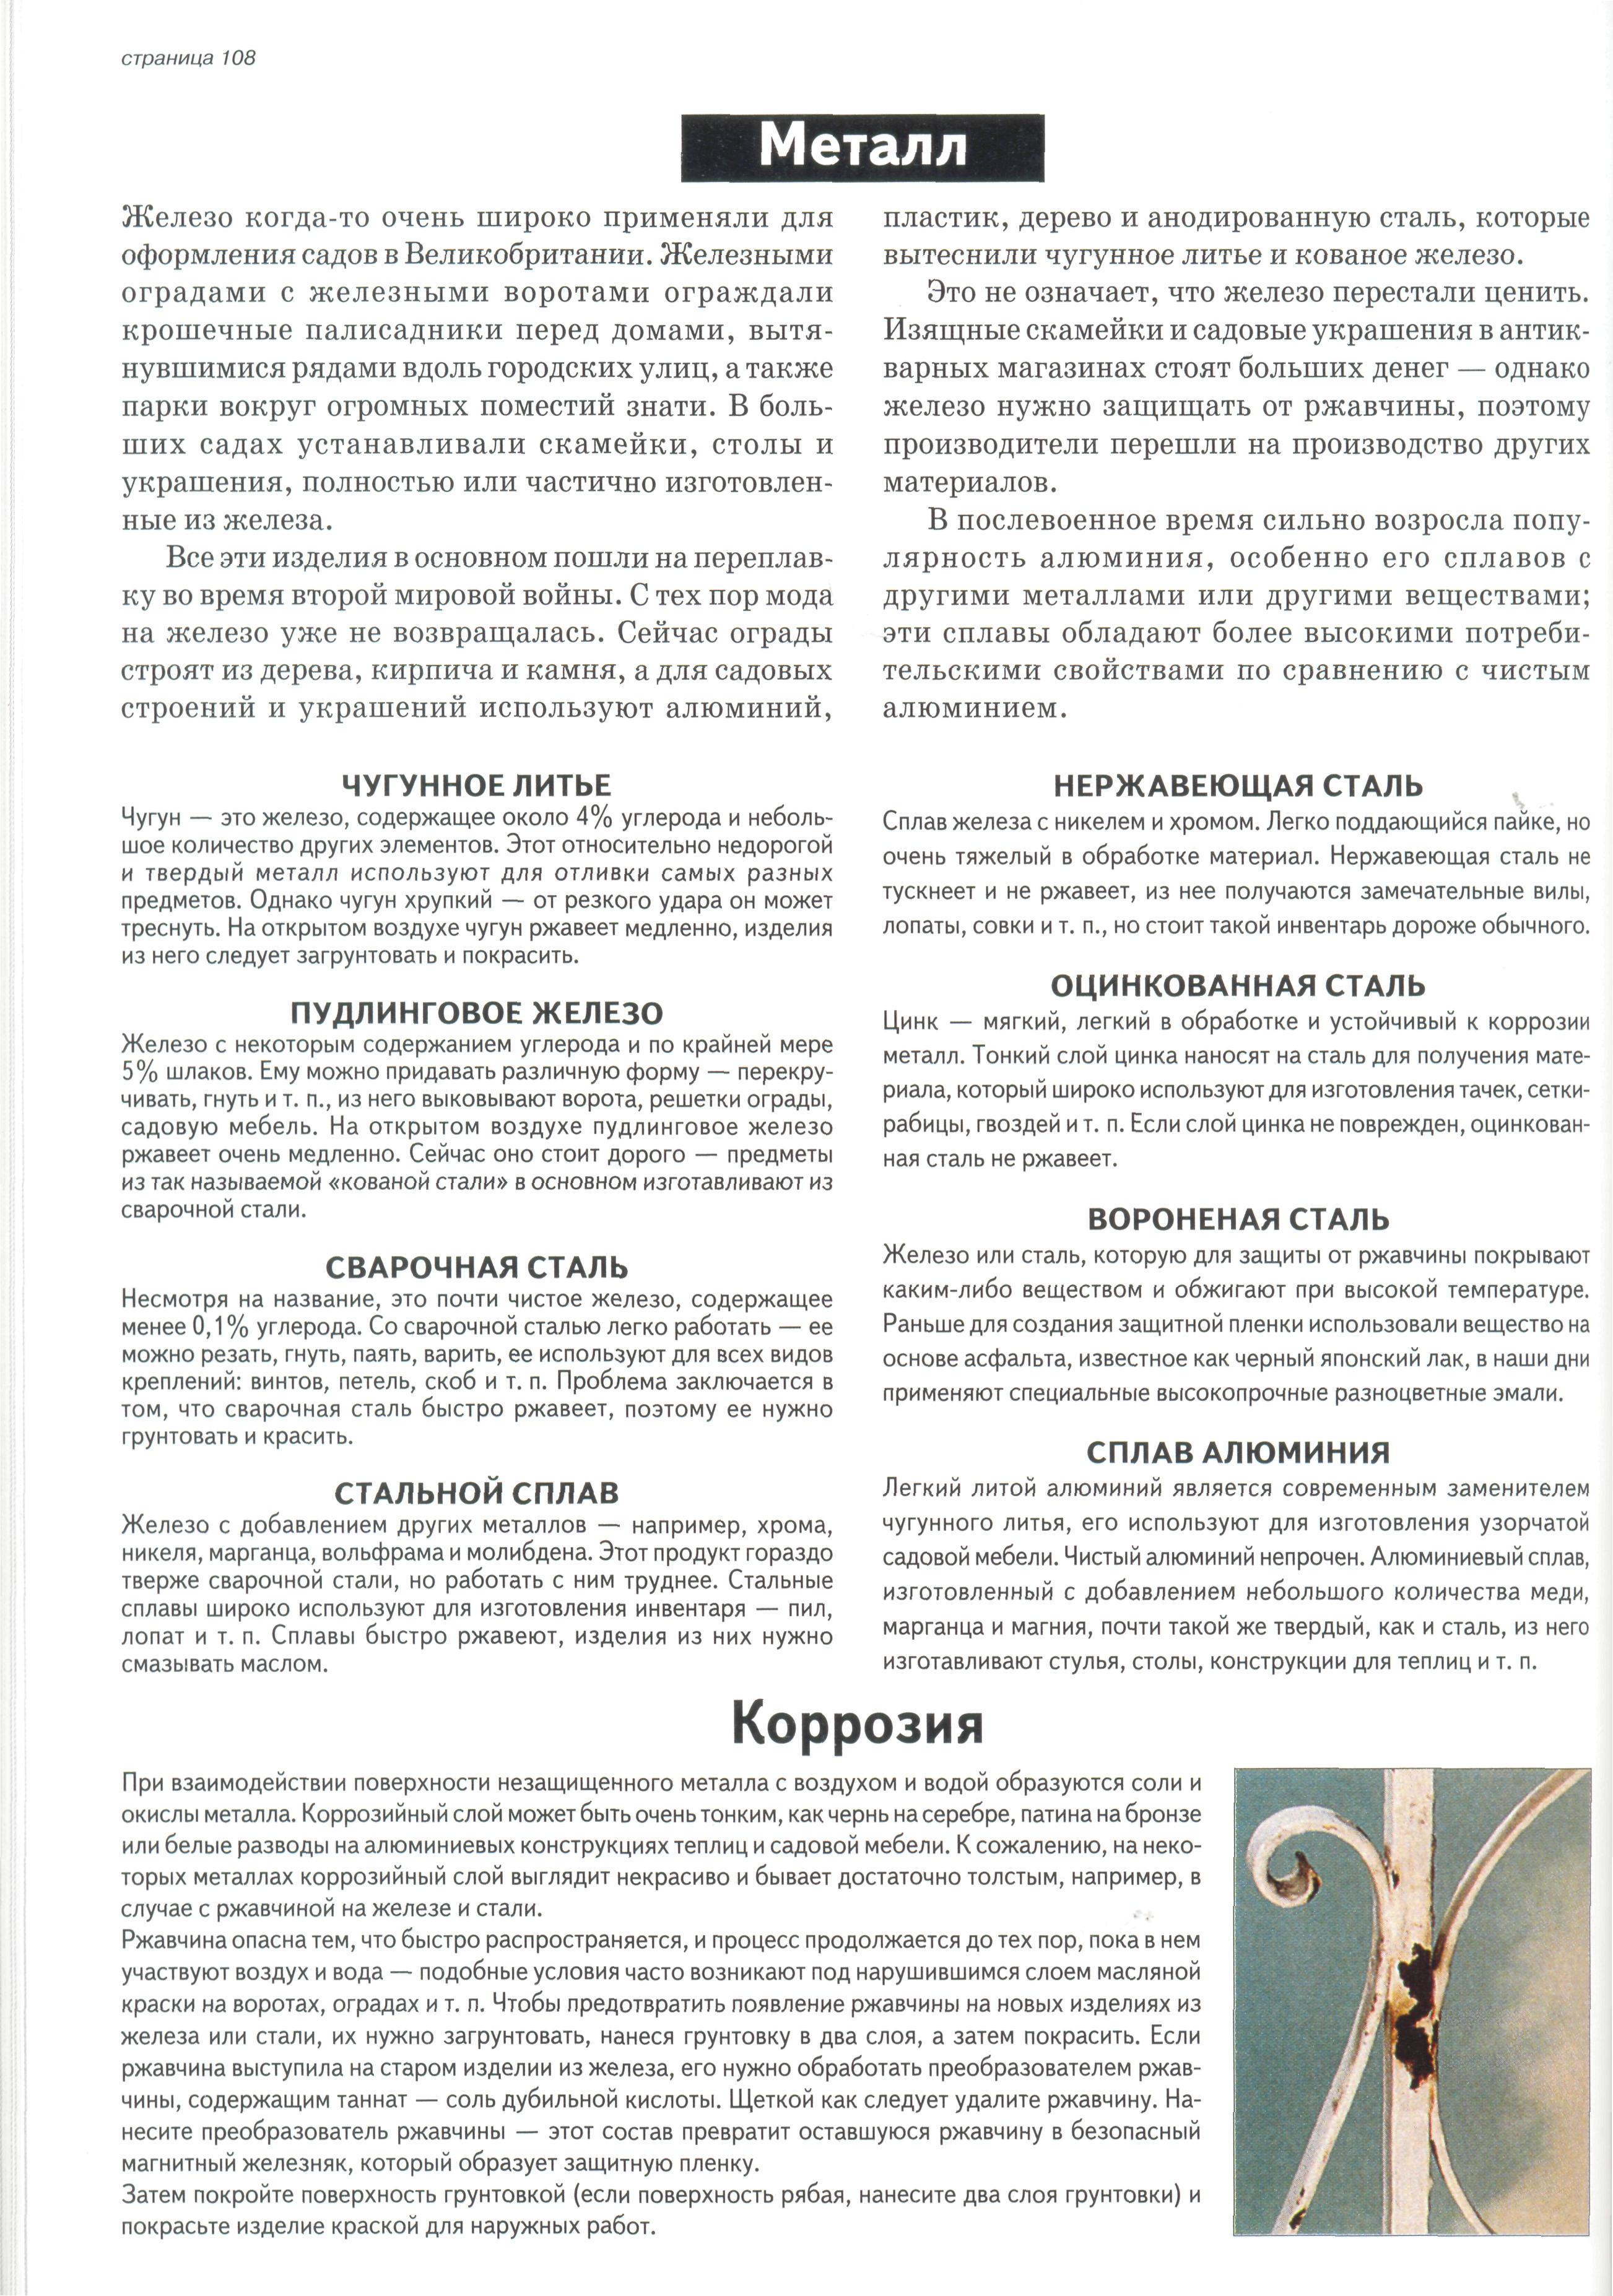 страница 108
Металл
Железо когда-то очень широко применяли для
оформления садов в Великобритании. Железными
оградами с железными воротами ограждали
крошечные палисадники перед домами, вытя-
нувшимися рядами вдоль городских улиц, а также
парки вокруг огромных поместий знати. В боль-
ших садах устанавливали скамейки, столы и
украшения, полностью или частично изготовлен-
ные из железа.
Все эти изделия в основном пошли на переплав-
ку во время второй мировой войны. С тех пор мода
на железо уже не возвращалась. Сейчас ограды
строят из дерева, кирпича и камня, а для садовых
строений и украшений используют алюминий,
пластик, дерево и анодированную сталь, которые
вытеснили чугунное литье и кованое железо.
Это не означает, что железо перестали ценить.
Изящные скамейки и садовые украшения в антик-
варных магазинах стоят больших денег — однако
железо нужно защищать от ржавчины, поэтому
производители перешли на производство других
материалов.
В послевоенное время сильно возросла попу-
лярность алюминия, особенно его сплавов с
другими металлами или другими веществами;
эти сплавы обладают более высокими потреби-
тельскими свойствами по сравнению с чистым
алюминием.
ЧУГУННОЕ ЛИТЬЕ
Чугун — это железо, содержащее около 4% углерода и неболь-
шое количество других элементов. Этот относительно недорогой
и твердый металл используют для отливки самых разных
предметов. Однако чугун хрупкий — от резкого удара он может
треснуть. На открытом воздухе чугун ржавеет медленно, изделия
из него следует загрунтовать и покрасить.
ПУДЛИНГОВОЕ ЖЕЛЕЗО
Железо с некоторым содержанием углерода и по крайней мере
5% шлаков. Ему можно придавать различную форму — перекру-
чивать, гнуть и т. п., из него выковывают ворота, решетки ограды,
садовую мебель. На открытом воздухе пудлинговое железо
ржавеет очень медленно. Сейчас оно стоит дорого — предметы
из так называемой «кованой стали» в основном изготавливают из
сварочной стали.
СВАРОЧНАЯ СТАЛЬ
Несмотря на название, это почти чистое железо, содержащее
менее 0,1% углерода. Со сварочной сталью легко работать — ее
можно резать, гнуть, паять, варить, ее используют для всех видов
креплений: винтов, петель, скоб и т. п. Проблема заключается в
том, что сварочная сталь быстро ржавеет, поэтому ее нужно
грунтовать и красить.
СТАЛЬНОЙ СПЛАВ
Железо с добавлением других металлов — например, хрома,
никеля, марганца, вольфрама и молибдена. Этот продукт гораздо
тверже сварочной стали, но работать с ним труднее. Стальные
сплавы широко используют для изготовления инвентаря — пил,
лопат и т. п. Сплавы быстро ржавеют, изделия из них нужно
смазывать маслом.
НЕРЖАВЕЮЩАЯ СТАЛЬ
Сплав железа с никелем и хромом. Легко поддающийся пайке, но
очень тяжелый в обработке материал. Нержавеющая сталь не
тускнеет и не ржавеет, из нее получаются замечательные вилы,
лопаты, совки и т. п., но стоит такой инвентарь дороже обычного.
ОЦИНКОВАННАЯ СТАЛЬ
Цинк — мягкий, легкий в обработке и устойчивый к коррозии
металл. Тонкий слой цинка наносят на сталь для получения мате-
риала, который широко используют для изготовления тачек, сетки-
рабицы, гвоздей и т. п. Если слой цинка не поврежден, оцинкован-
ная сталь не ржавеет.
ВОРОНЕНАЯ СТАЛЬ
Железо или сталь, которую для защиты от ржавчины покрывают
каким-либо веществом и обжигают при высокой температуре.
Раньше для создания защитной пленки использовали вещество на
основе асфальта, известное как черный японский лак, в наши дни
применяют специальные высокопрочные разноцветные эмали.
СПЛАВ АЛЮМИНИЯ
Легкий литой алюминий является современным заменителем
чугунного литья, его используют для изготовления узорчатой
садовой мебели. Чистый алюминий непрочен. Алюминиевый сплав,
изготовленный с добавлением небольшого количества меди,
марганца и магния, почти такой же твердый, как и сталь, из него
изготавливают стулья, столы, конструкции для теплиц и т. п.
Коррозия
При взаимодействии поверхности незащищенного металла с воздухом и водой образуются соли и
окислы металла. Коррозийный слой может быть очень тонким, как чернь на серебре, патина на бронзе
или белые разводы на алюминиевых конструкциях теплиц и садовой мебели. К сожалению, на неко-
торых металлах коррозийный слой выглядит некрасиво и бывает достаточно толстым, например, в
случае с ржавчиной на железе и стали.
Ржавчина опасна тем, что быстро распространяется, и процесс продолжается до тех пор, пока в нем
участвуют воздух и вода — подобные условия часто возникают под нарушившимся слоем масляной
краски на воротах, оградах и т. п. Чтобы предотвратить появление ржавчины на новых изделиях из
железа или стали, их нужно загрунтовать, нанеся грунтовку в два слоя, а затем покрасить. Если
ржавчина выступила на старом изделии из железа, его нужно обработать преобразователем ржав-
чины, содержащим таннат — соль дубильной кислоты. Щеткой как следует удалите ржавчину. На-
несите преобразователь ржавчины — этот состав превратит оставшуюся ржавчину в безопасный
магнитный железняк, который образует защитную пленку.
Затем покройте поверхность грунтовкой (если поверхность рябая, нанесите два слоя грунтовки) и
покрасьте изделие краской для наружных работ.